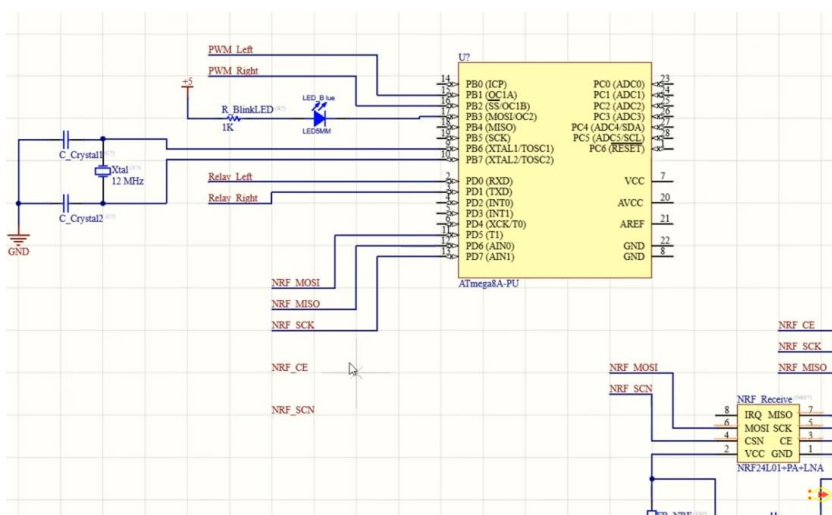 PWM_Left
PWM_Right
+5
R_BlinkLED
1K
LED_Blue
LED5MM
C_Crystal1
Xtal
12 MHz
C_Crystal2
GND
Relay_Left
Relay_Right
NRF_MOSI
NRF_MISO
NRF_SCK
NRF_CE
NRF_SCN
U?
14 PB0 (ICP)
15 PB1 (OC1A)
16 PB2 (SS/OC1B)
17 PB3 (MOSI/OC2)
18 PB4 (MISO)
19 PB5 (SCK)
9 PB6 (XTAL1/TOSC1)
10 PB7 (XTAL2/TOSC2)
2 PD0 (RXD)
3 PD1 (TXD)
4 PD2 (INT0)
5 PD3 (INT1)
6 PD4 (XCK/T0)
11 PD5 (T1)
12 PD6 (AIN0)
13 PD7 (AIN1)
PC0 (ADC0) 23
PC1 (ADC1) 24
PC2 (ADC2) 25
PC3 (ADC3) 26
PC4 (ADC4/SDA) 27
PC5 (ADC5/SCL) 28
PC6 (RESET) 1
VCC 7
AVCC 20
AREF 21
GND 22
GND 8
ATmega8A-PU
NRF_CE
NRF_SCK
NRF_MISO
NRF_MOSI
NRF_SCN
NRF_Receive
8 IRQ MISO 7
6 MOSI SCK 5
4 CSN CE 3
2 VCC GND 1
NRF24L01+PA+LNA